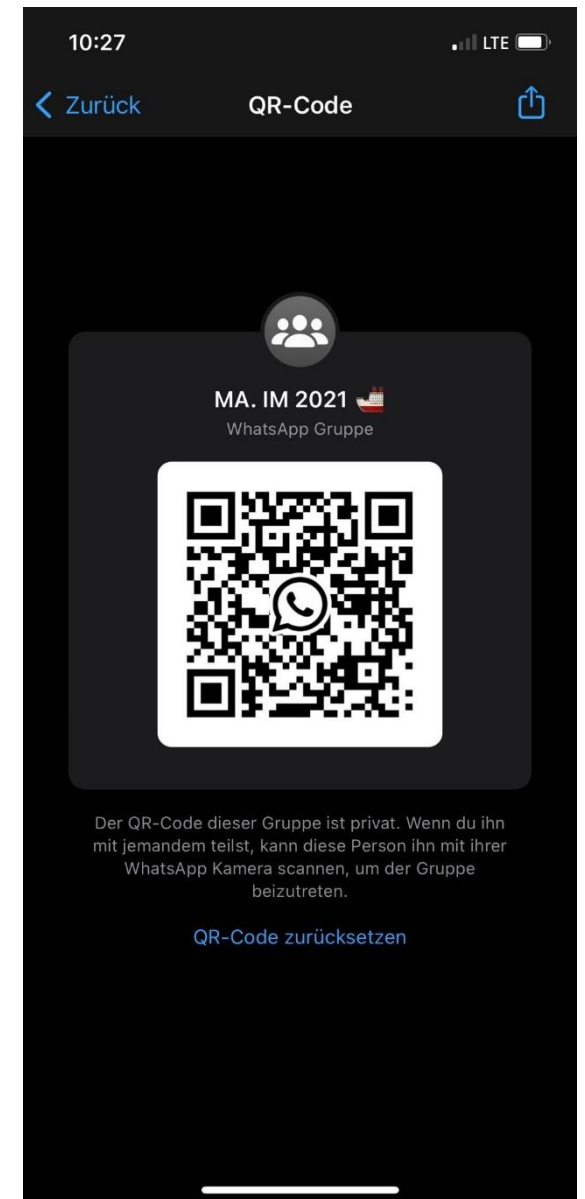 10:27
LTE
Zurück
QR-Code
MA. IM 2021 🚢
WhatsApp Gruppe
Der QR-Code dieser Gruppe ist privat. Wenn du ihn
mit jemandem teilst, kann diese Person ihn mit ihrer
WhatsApp Kamera scannen, um der Gruppe
beizutreten.
QR-Code zurücksetzen